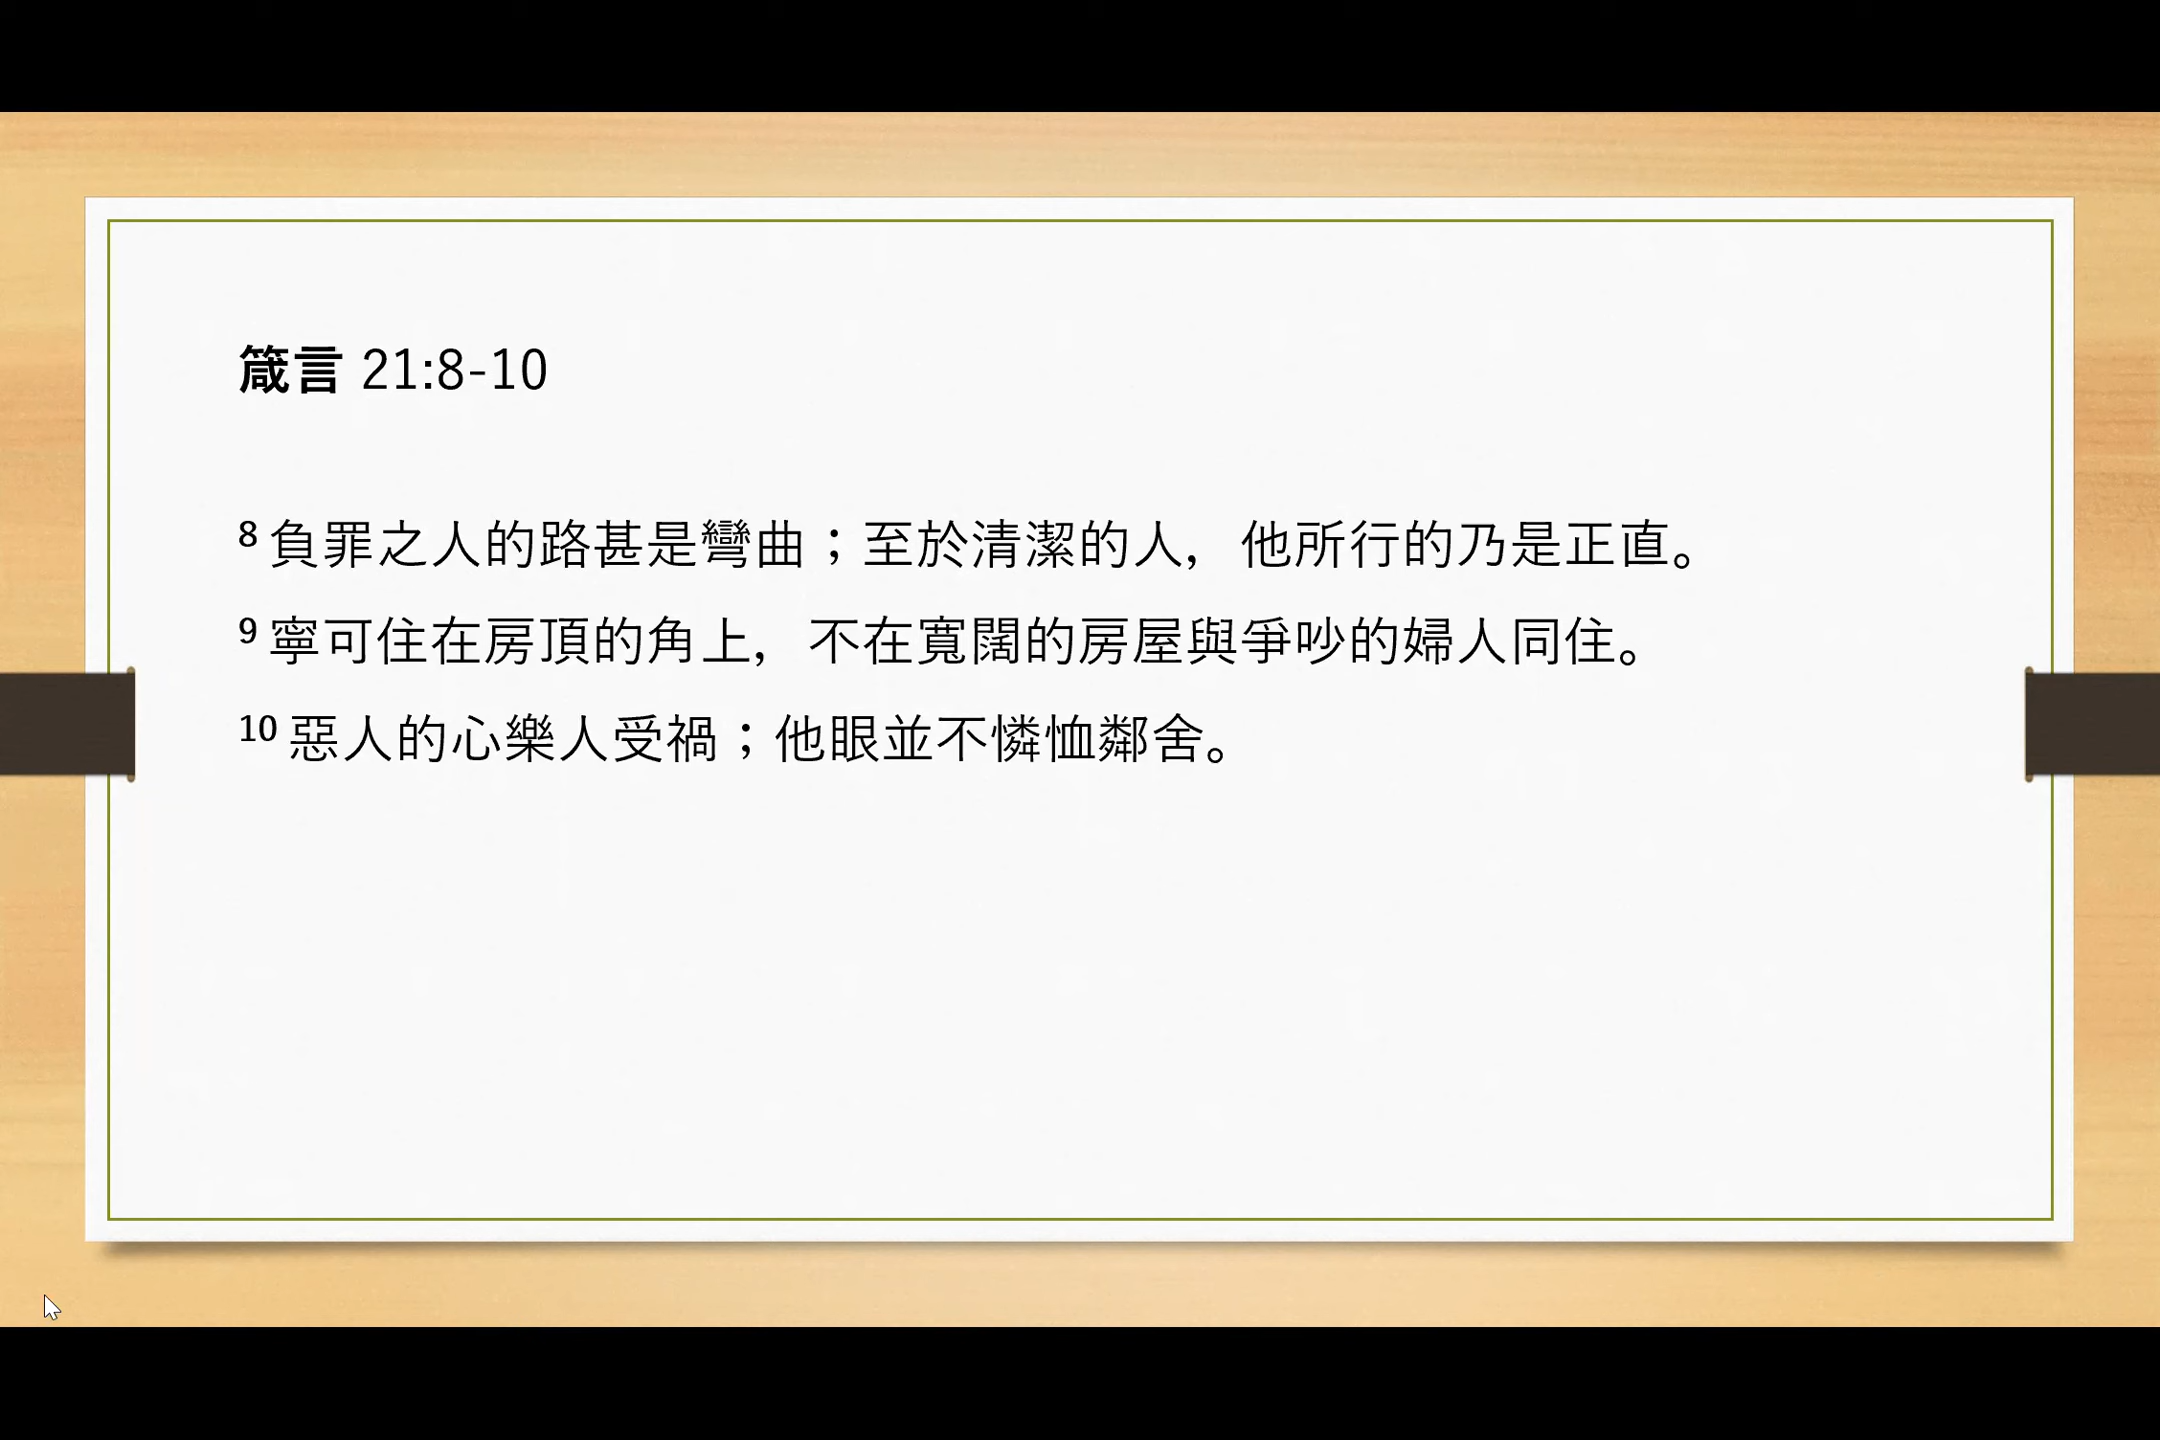 箴言 21:8-10
8 負罪之人的路甚是彎曲；至於清潔的人，他所行的乃是正直。
9 寧可住在房頂的角上，不在寬闊的房屋與爭吵的婦人同住。
10 惡人的心樂人受禍；他眼並不憐恤鄰舍。